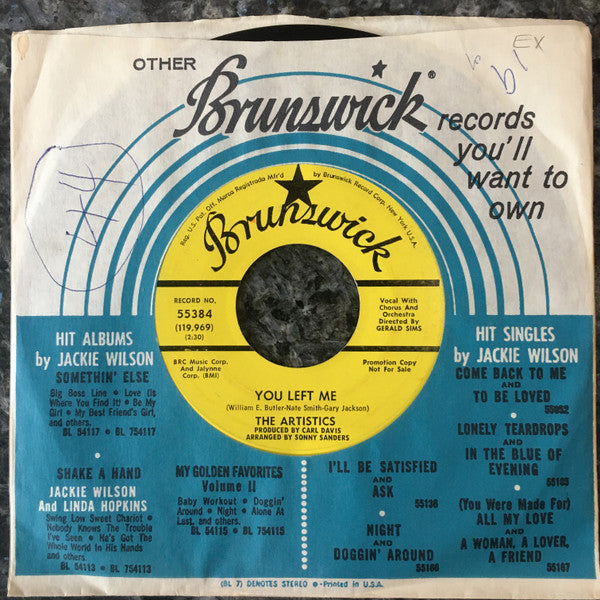 OTHER
Brunswick®
records
you'll
want to
own
EX
44
Reg. U.S. Pat. Off. Marca Registrada Mfr'd by Brunswick Record Corp. New York, U.S.A.
Brunswick
RECORD NO.
55384
(119,969)
(2:30)
Vocal With
Chorus And
Orchestra
Directed By
GERALD SIMS
BRC Music Corp.
And Jalynne
Corp. (BMI)
Promotion Copy
Not For Sale
YOU LEFT ME
(William E. Butler-Nate Smith-Gary Jackson)
THE ARTISTICS
PRODUCED BY CARL DAVIS
ARRANGED BY SONNY SANDERS
HIT ALBUMS
by JACKIE WILSON
SOMETHIN' ELSE
Big Boss Line • Love (Is
Where You Find It) • Be My
Girl • My Best Friend's Girl,
and others.
BL 54117 • BL 754117
SHAKE A HAND
JACKIE WILSON
And LINDA HOPKINS
Swing Low Sweet Chariot •
Nobody Knows The Trouble
I've Seen • He's Got The
Whole World In His Hands
and others.
BL 54113 • BL 754113
MY GOLDEN FAVORITES
Volume II
Baby Workout • Doggin'
Around • Night • Alone At
Last, and others.
BL 54115 • BL 754115
HIT SINGLES
by JACKIE WILSON
COME BACK TO ME
AND
TO BE LOVED
55052
LONELY TEARDROPS
AND
IN THE BLUE OF
EVENING
55105
I'LL BE SATISFIED
AND
ASK
55136
NIGHT
AND
DOGGIN' AROUND
55166
(You Were Made For)
ALL MY LOVE
AND
A WOMAN, A LOVER,
A FRIEND
55167
(BL 7) DENOTES STEREO • Printed in U.S.A.